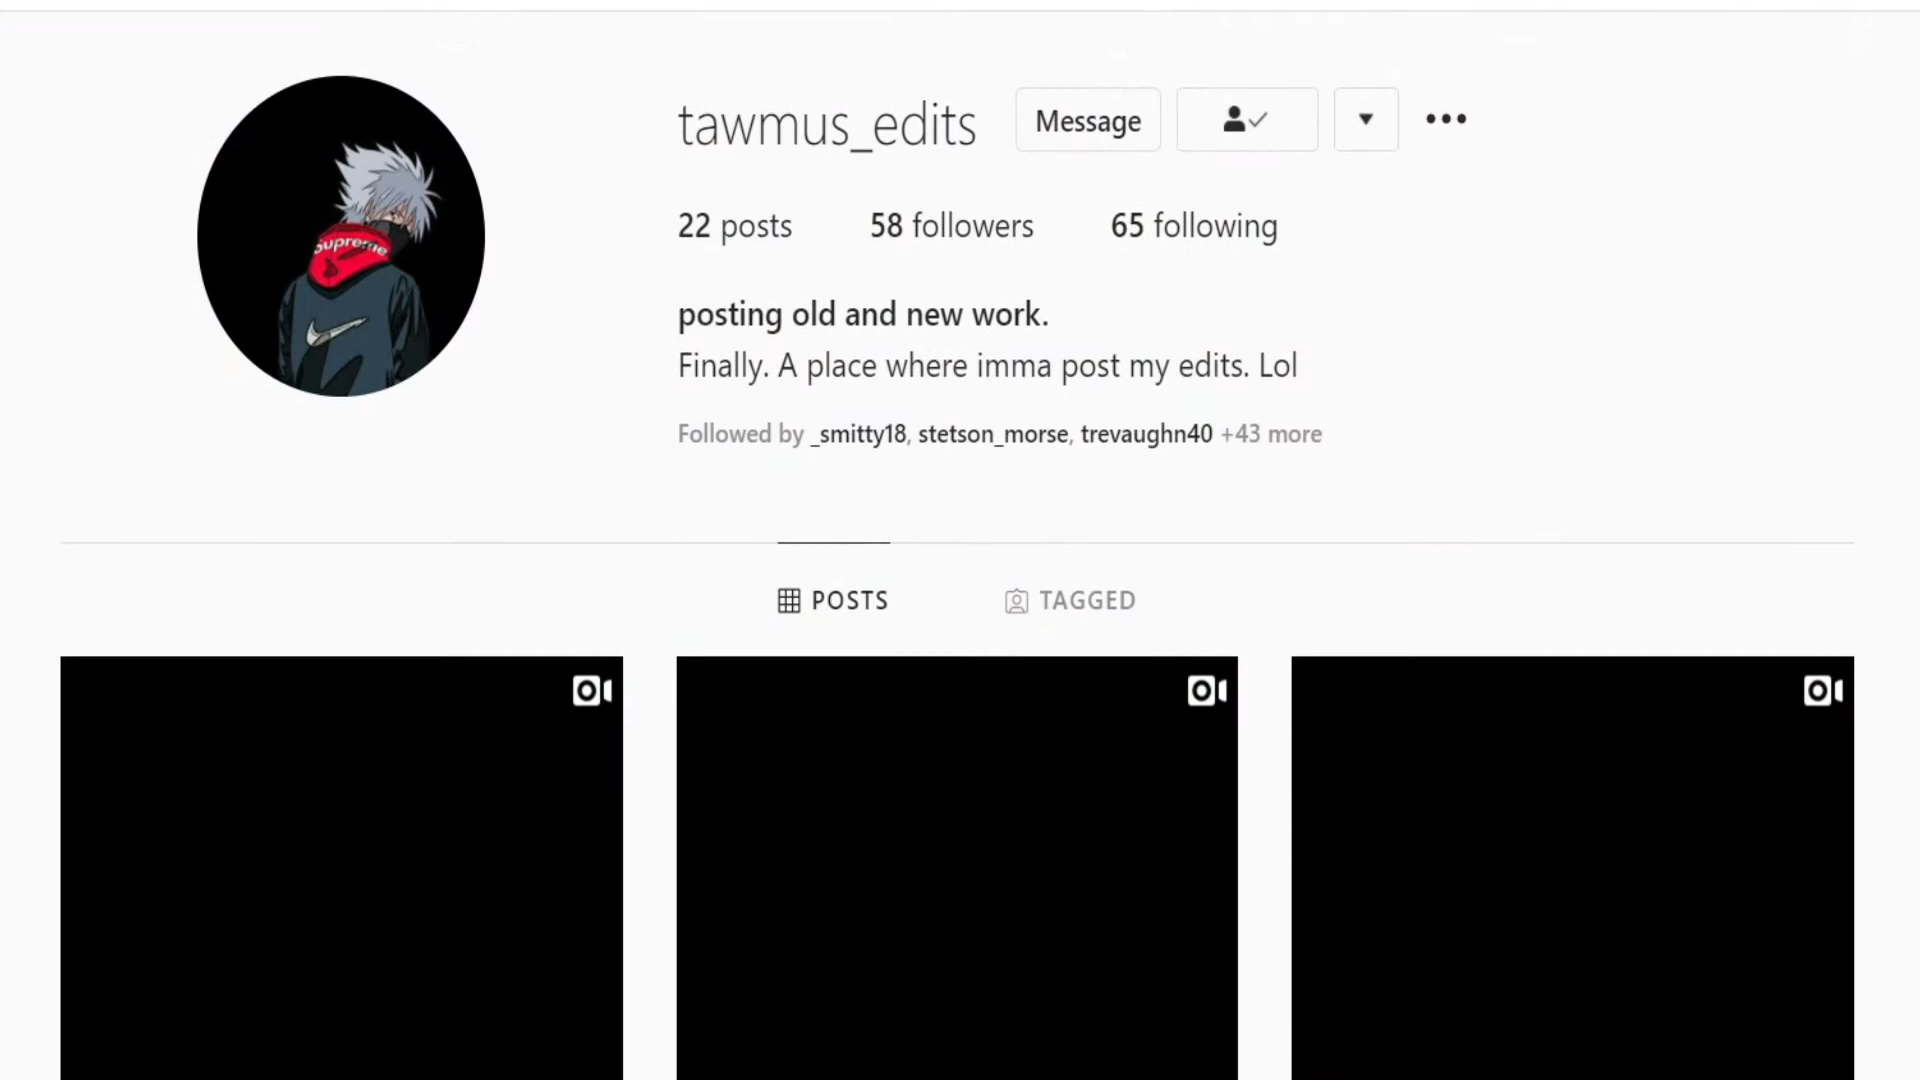 tawmus_edits Message
22 posts 58 followers 65 following
posting old and new work.
Finally. A place where imma post my edits. Lol
Followed by _smitty18, stetson_morse, trevaughn40 +43 more
POSTS TAGGED
Supreme